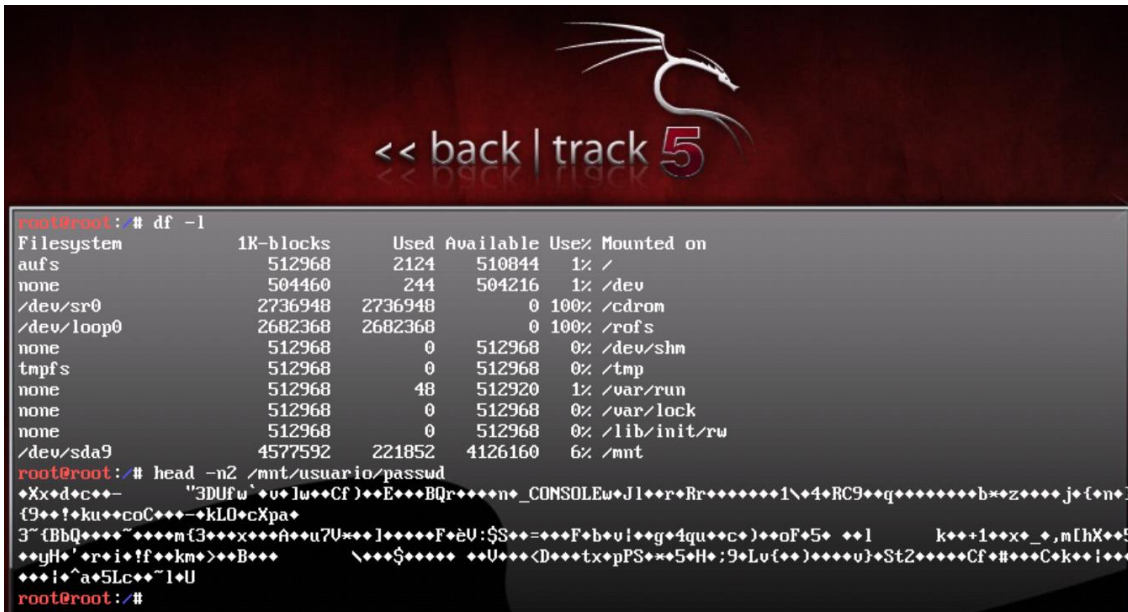 << back | track 5
root@root:/# df -l
Filesystem 1K-blocks Used Available Use% Mounted on
aufs 512968 2124 510844 1% /
none 504460 244 504216 1% /dev
/dev/sr0 2736948 2736948 0 100% /cdrom
/dev/loop0 2682368 2682368 0 100% /rofs
none 512968 0 512968 0% /dev/shm
tmpfs 512968 0 512968 0% /tmp
none 512968 48 512920 1% /var/run
none 512968 0 512968 0% /var/lock
none 512968 0 512968 0% /lib/init/rw
/dev/sda9 4577592 221852 4126160 6% /mnt
root@root:/# head -n2 /mnt/usuario/passwd
root@root:/#